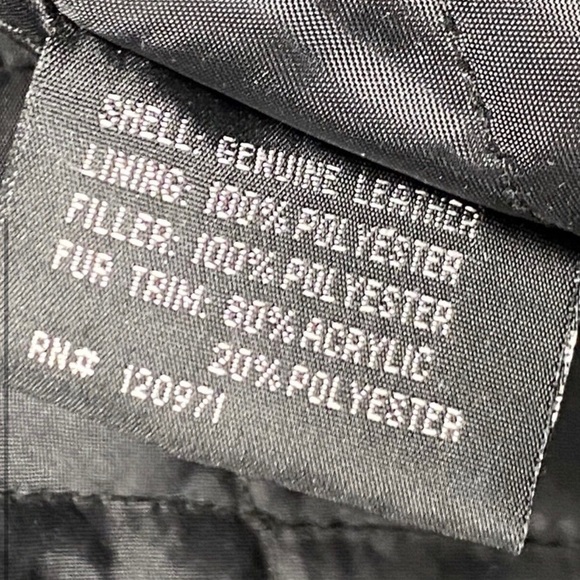 SHELL: GENUINE LEATHER
LINING: 100% POLYESTER
FILLER: 100% POLYESTER
FUR TRIM: 80% ACRYLIC
20% POLYESTER
RN# 120971